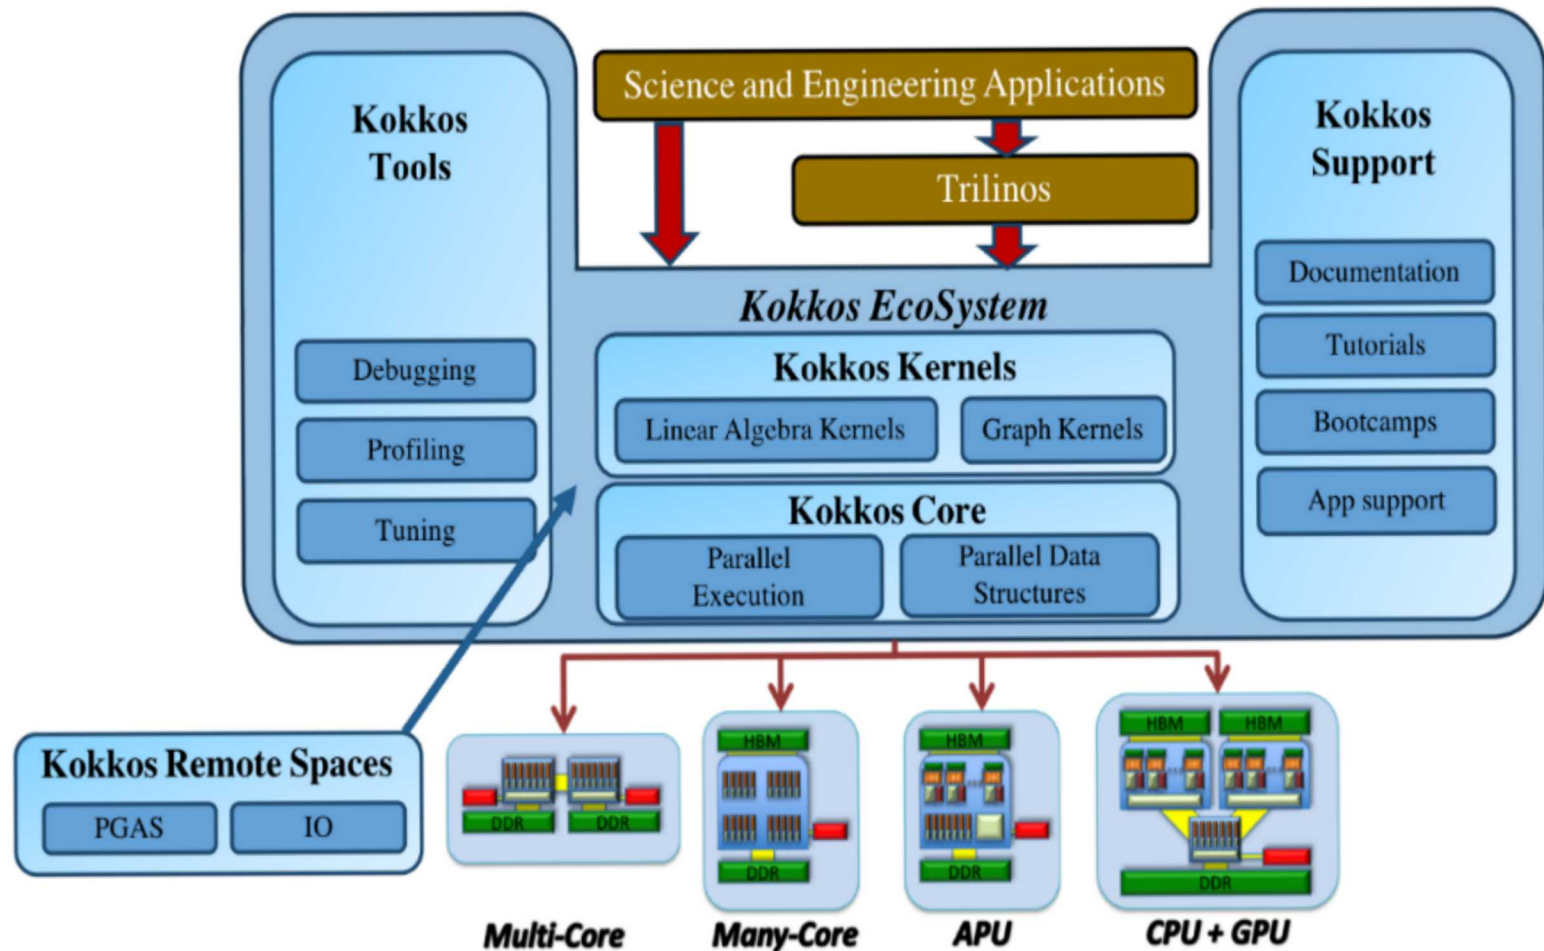 Kokkos
Tools
Debugging
Profiling
Tuning
Science and Engineering Applications
Trilinos
Kokkos EcoSystem
Kokkos Kernels
Linear Algebra Kernels
Graph Kernels
Kokkos Core
Parallel
Execution
Parallel Data
Structures
Kokkos
Support
Documentation
Tutorials
Bootcamps
App support
Kokkos Remote Spaces
PGAS
IO
DDR
DDR
Multi-Core
HBM
DDR
Many-Core
HBM
DDR
APU
HBM
HBM
DDR
CPU + GPU